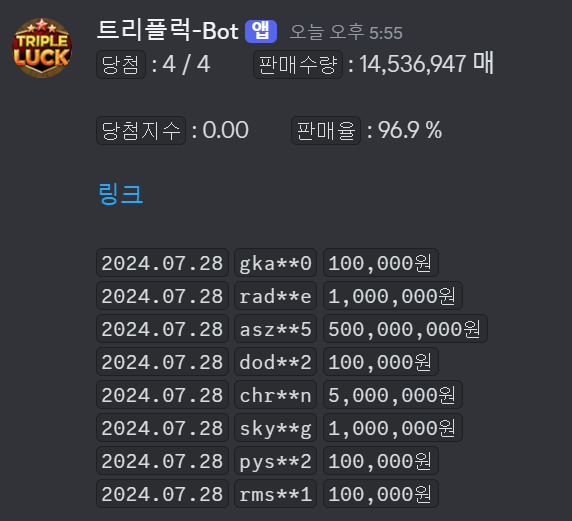 TRIPLE
LUCK
트리플럭-Bot 앱 오늘 오후 5:55
당첨 : 4 / 4 판매수량 : 14,536,947 매
당첨지수 : 0.00 판매율 : 96.9 %
링크
2024.07.28 gka**0 100,000원
2024.07.28 rad**e 1,000,000원
2024.07.28 asz**5 500,000,000원
2024.07.28 dod**2 100,000원
2024.07.28 chr**n 5,000,000원
2024.07.28 sky**g 1,000,000원
2024.07.28 pys**2 100,000원
2024.07.28 rms**1 100,000원